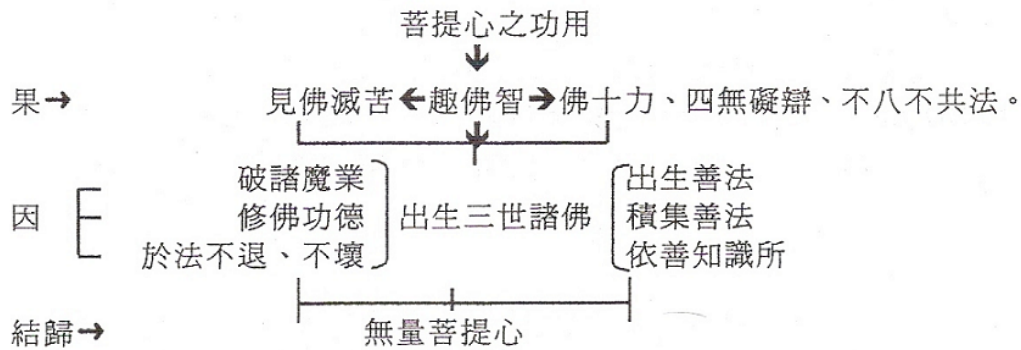 菩提心之功用
果→ 見佛滅苦←趣佛智→佛十力、四無礙辯、不八不共法。
破諸魔業 出生善法
因 修佛功德 出生三世諸佛 積集善法
於法不退、不壞 依善知識所
結歸→ 無量菩提心